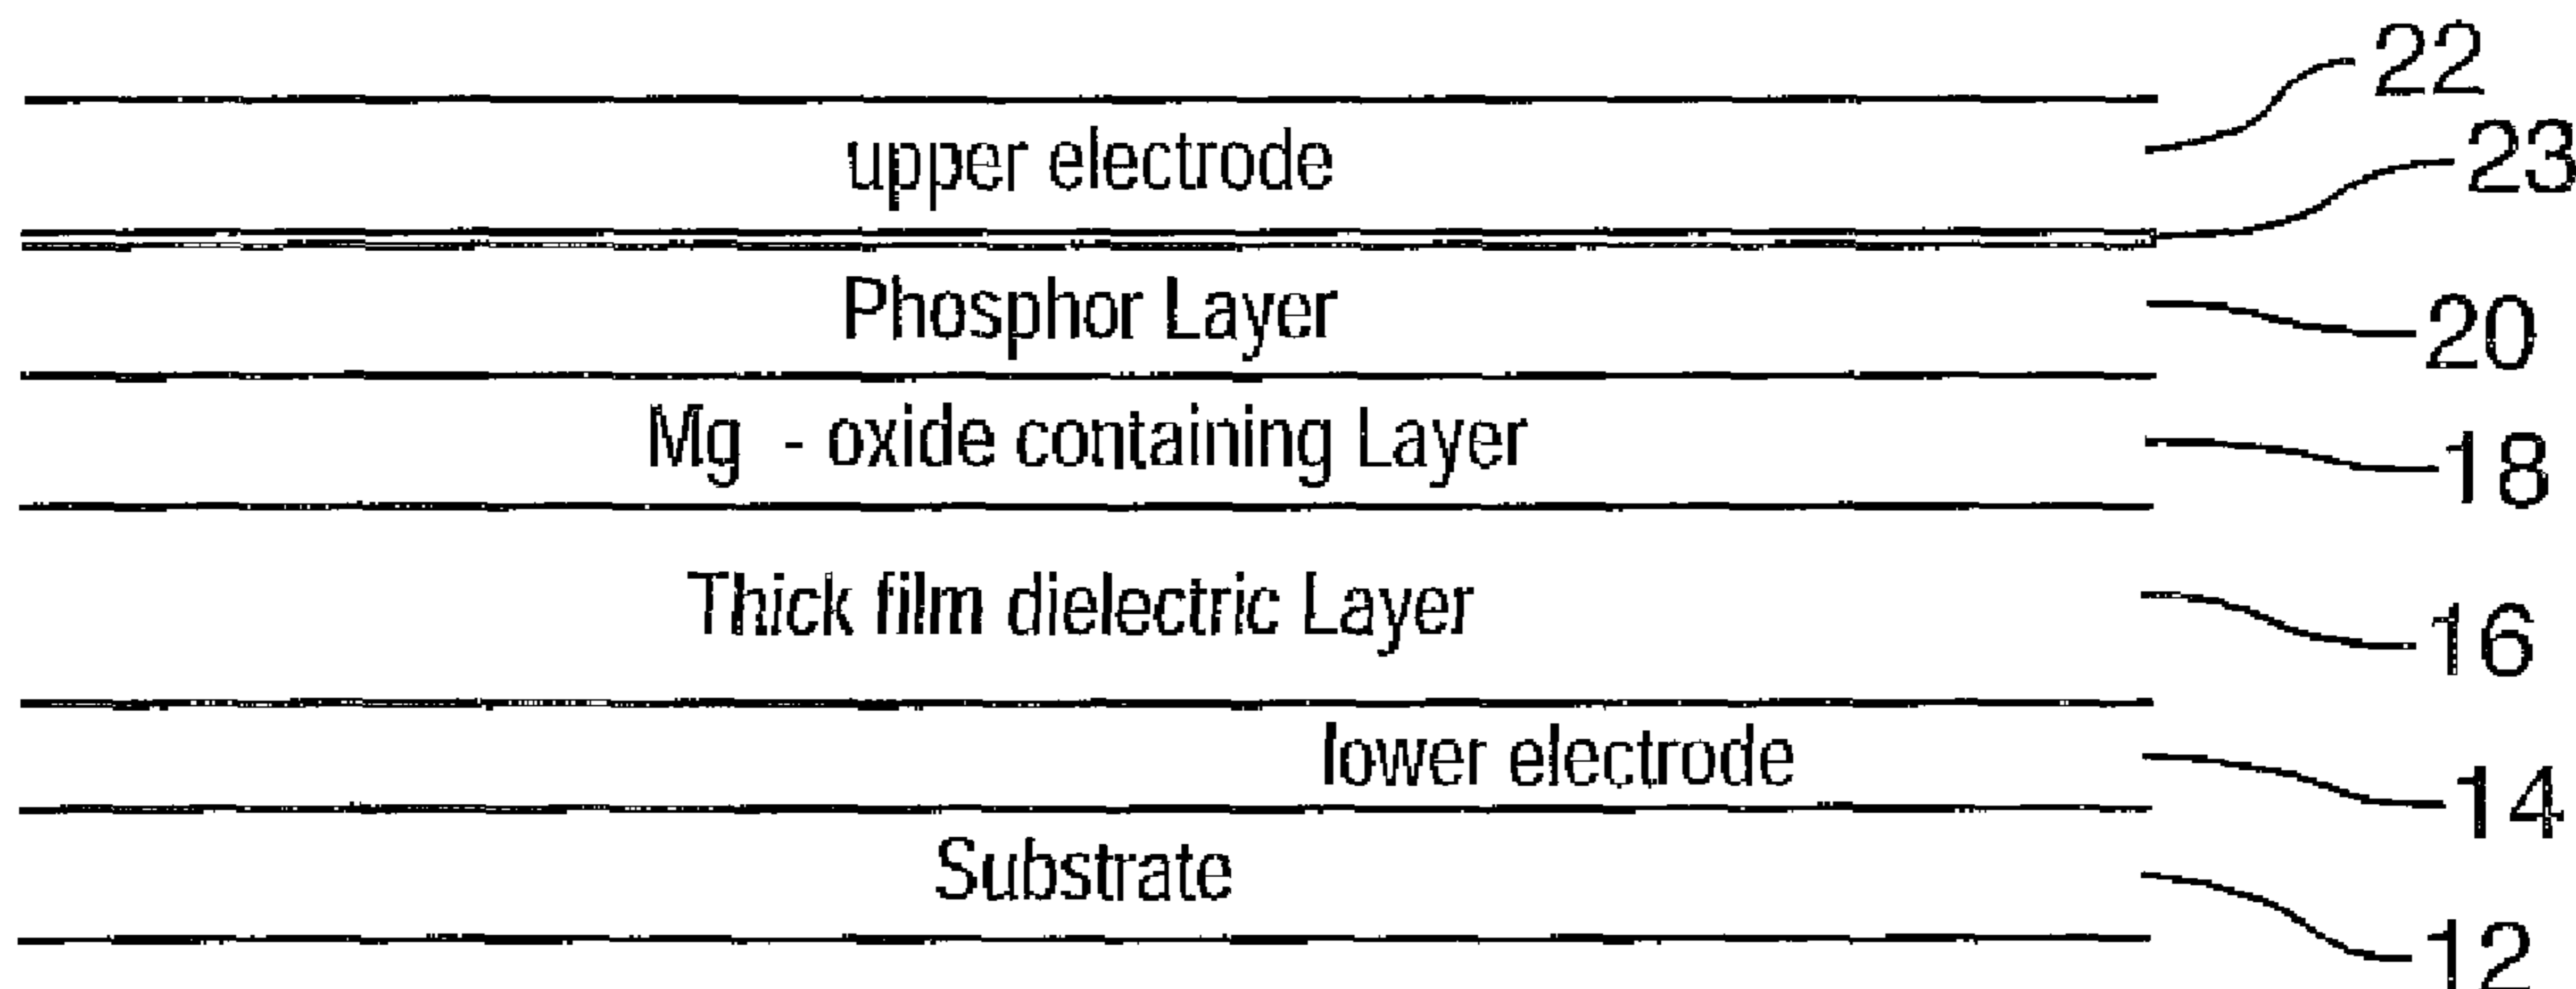 22
upper electrode
23
Phosphor Layer
20
Mg - oxide containing Layer
18
Thick film dielectric Layer
16
lower electrode
14
Substrate
12